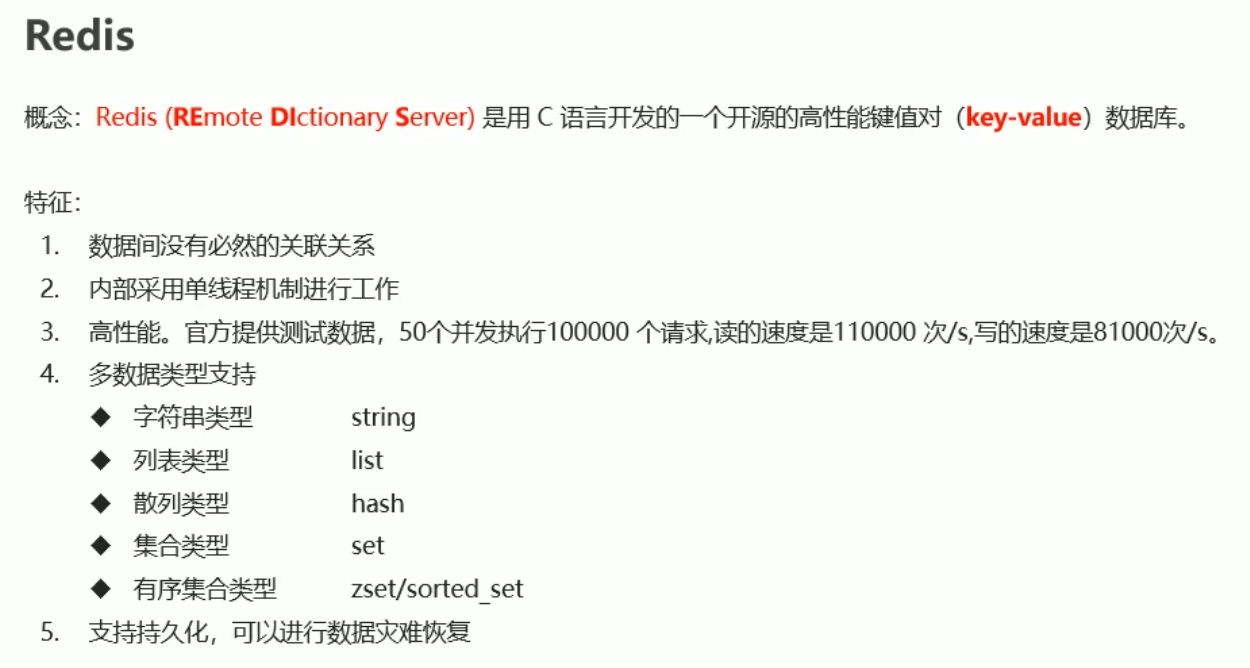 Redis
概念：Redis (REmote DIctionary Server) 是用 C 语言开发的一个开源的高性能键值对（key-value）数据库。
特征：
1. 数据间没有必然的关联关系
2. 内部采用单线程机制进行工作
3. 高性能。官方提供测试数据，50个并发执行100000 个请求,读的速度是110000 次/s,写的速度是81000次/s。
4. 多数据类型支持
◆ 字符串类型 string
◆ 列表类型 list
◆ 散列类型 hash
◆ 集合类型 set
◆ 有序集合类型 zset/sorted_set
5. 支持持久化，可以进行数据灾难恢复